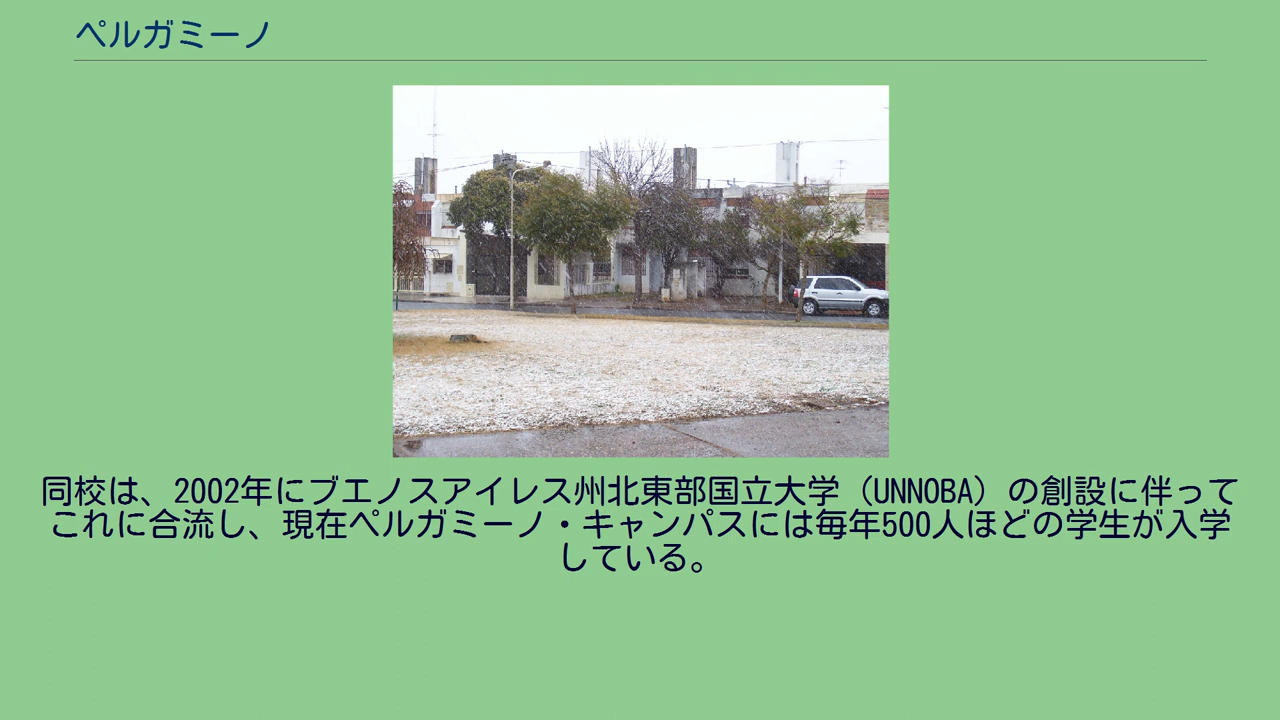 ペルガミーノ
同校は、2002年にブエノスアイレス州北東部国立大学（UNNOBA）の創設に伴って
これに合流し、現在ペルガミーノ・キャンパスには毎年500人ほどの学生が入学
している。